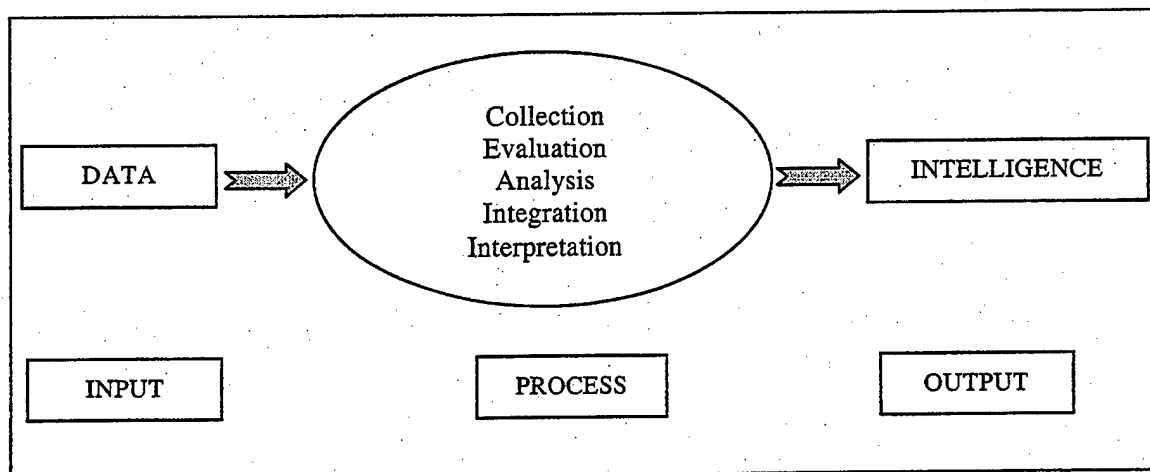 DATA
Collection
Evaluation
Analysis
Integration
Interpretation
INTELLIGENCE
INPUT
PROCESS
OUTPUT